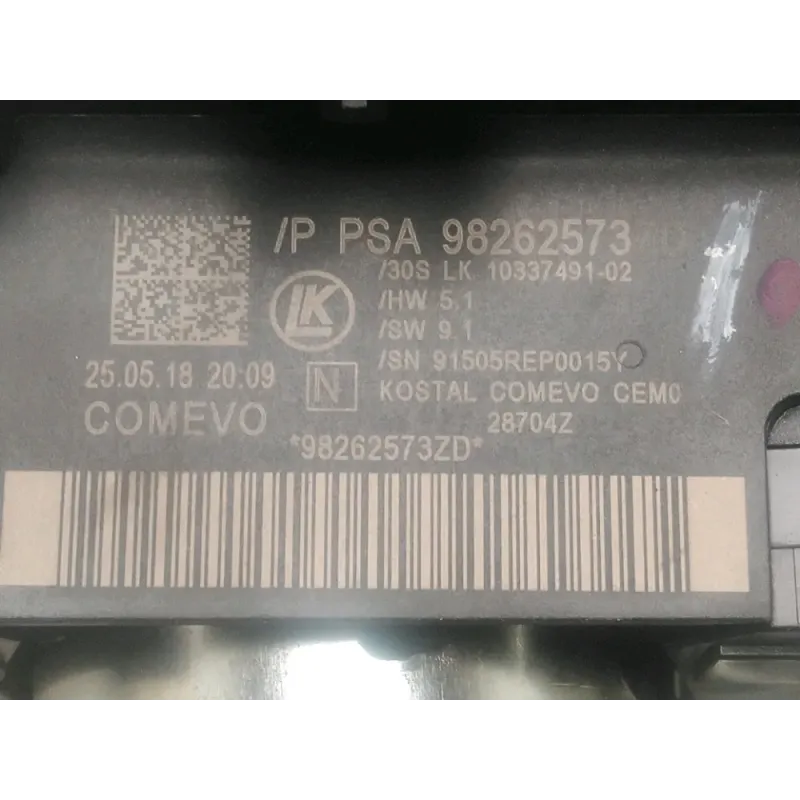 /P PSA 98262573
/30S LK 10337491-02
LK
/HW 5.1
/SW 9.1
/SN 91505REP0015Y
25.05.18 20:09
N
KOSTAL COMEVO CEM0
COMEVO
28704Z
*98262573ZD*